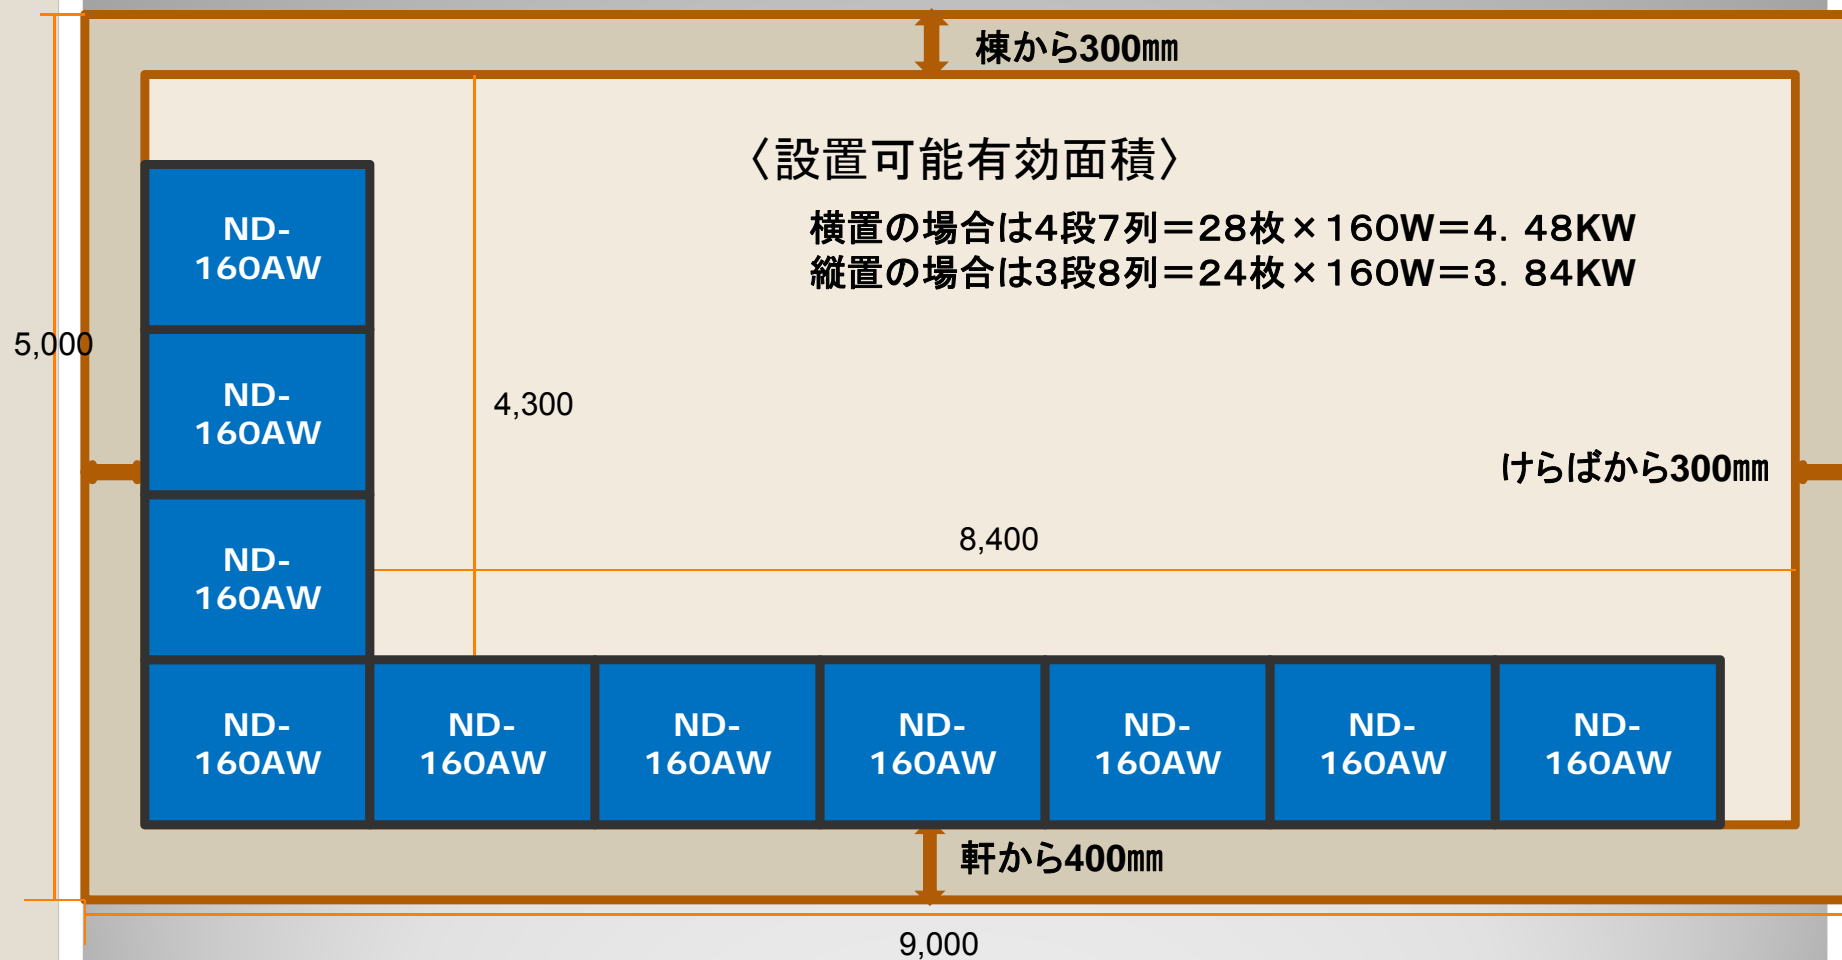 棟から300㎜
〈設置可能有効面積〉
横置の場合は4段7列＝28枚×160W＝4．48KW
縦置の場合は3段8列＝24枚×160W＝3．84KW
ND-
160AW
5,000
ND-
160AW
4,300
けらばから300㎜
8,400
ND-
160AW
ND-
160AW
ND-
160AW
ND-
160AW
ND-
160AW
ND-
160AW
ND-
160AW
ND-
160AW
軒から400㎜
9,000